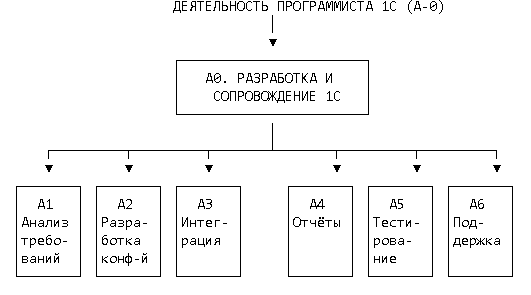 ДЕЯТЕЛЬНОСТЬ ПРОГРАММИСТА 1С (А-0)
А0. РАЗРАБОТКА И
СОПРОВОЖДЕНИЕ 1С
А1
Анализ
требо-
ваний
А2
Разра-
ботка
конф-й
А3
Интег-
рация
А4
Отчёты
А5
Тести-
рова-
ние
А6
Под-
держка